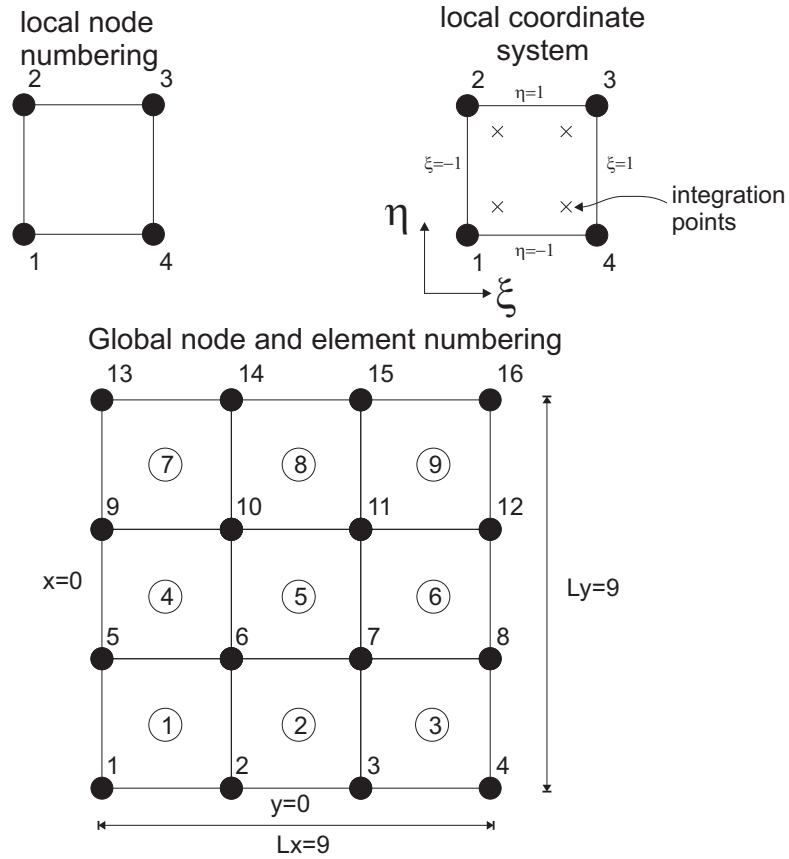 local node
numbering
2 3
1 4
local coordinate
system
2 3
η=1
ξ=-1 ξ=1
integration
points
η
1 η=-1 4
ξ
Global node and element numbering
13 14 15 16
7 8 9
9 10 11 12
x=0
4 5 6
Ly=9
5 6 7 8
1 2 3
1 2 3 4
y=0
Lx=9